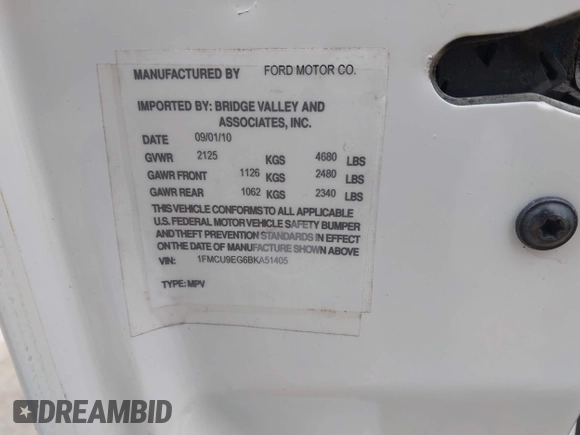 MANUFACTURED BY FORD MOTOR CO.
IMPORTED BY: BRIDGE VALLEY AND
ASSOCIATES, INC.
DATE 09/01/10
GVWR 2125 KGS 4680 LBS
GAWR FRONT 1126 KGS 2480 LBS
GAWR REAR 1062 KGS 2340 LBS
THIS VEHICLE CONFORMS TO ALL APPLICABLE
U.S. FEDERAL MOTOR VEHICLE SAFETY BUMPER
AND THEFT PREVENTION STANDARDS IN EFFECT
ON THE DATE OF MANUFACTURE SHOWN ABOVE
VIN: 1FMCU9EG6BKA51405
TYPE: MPV
DREAMBID